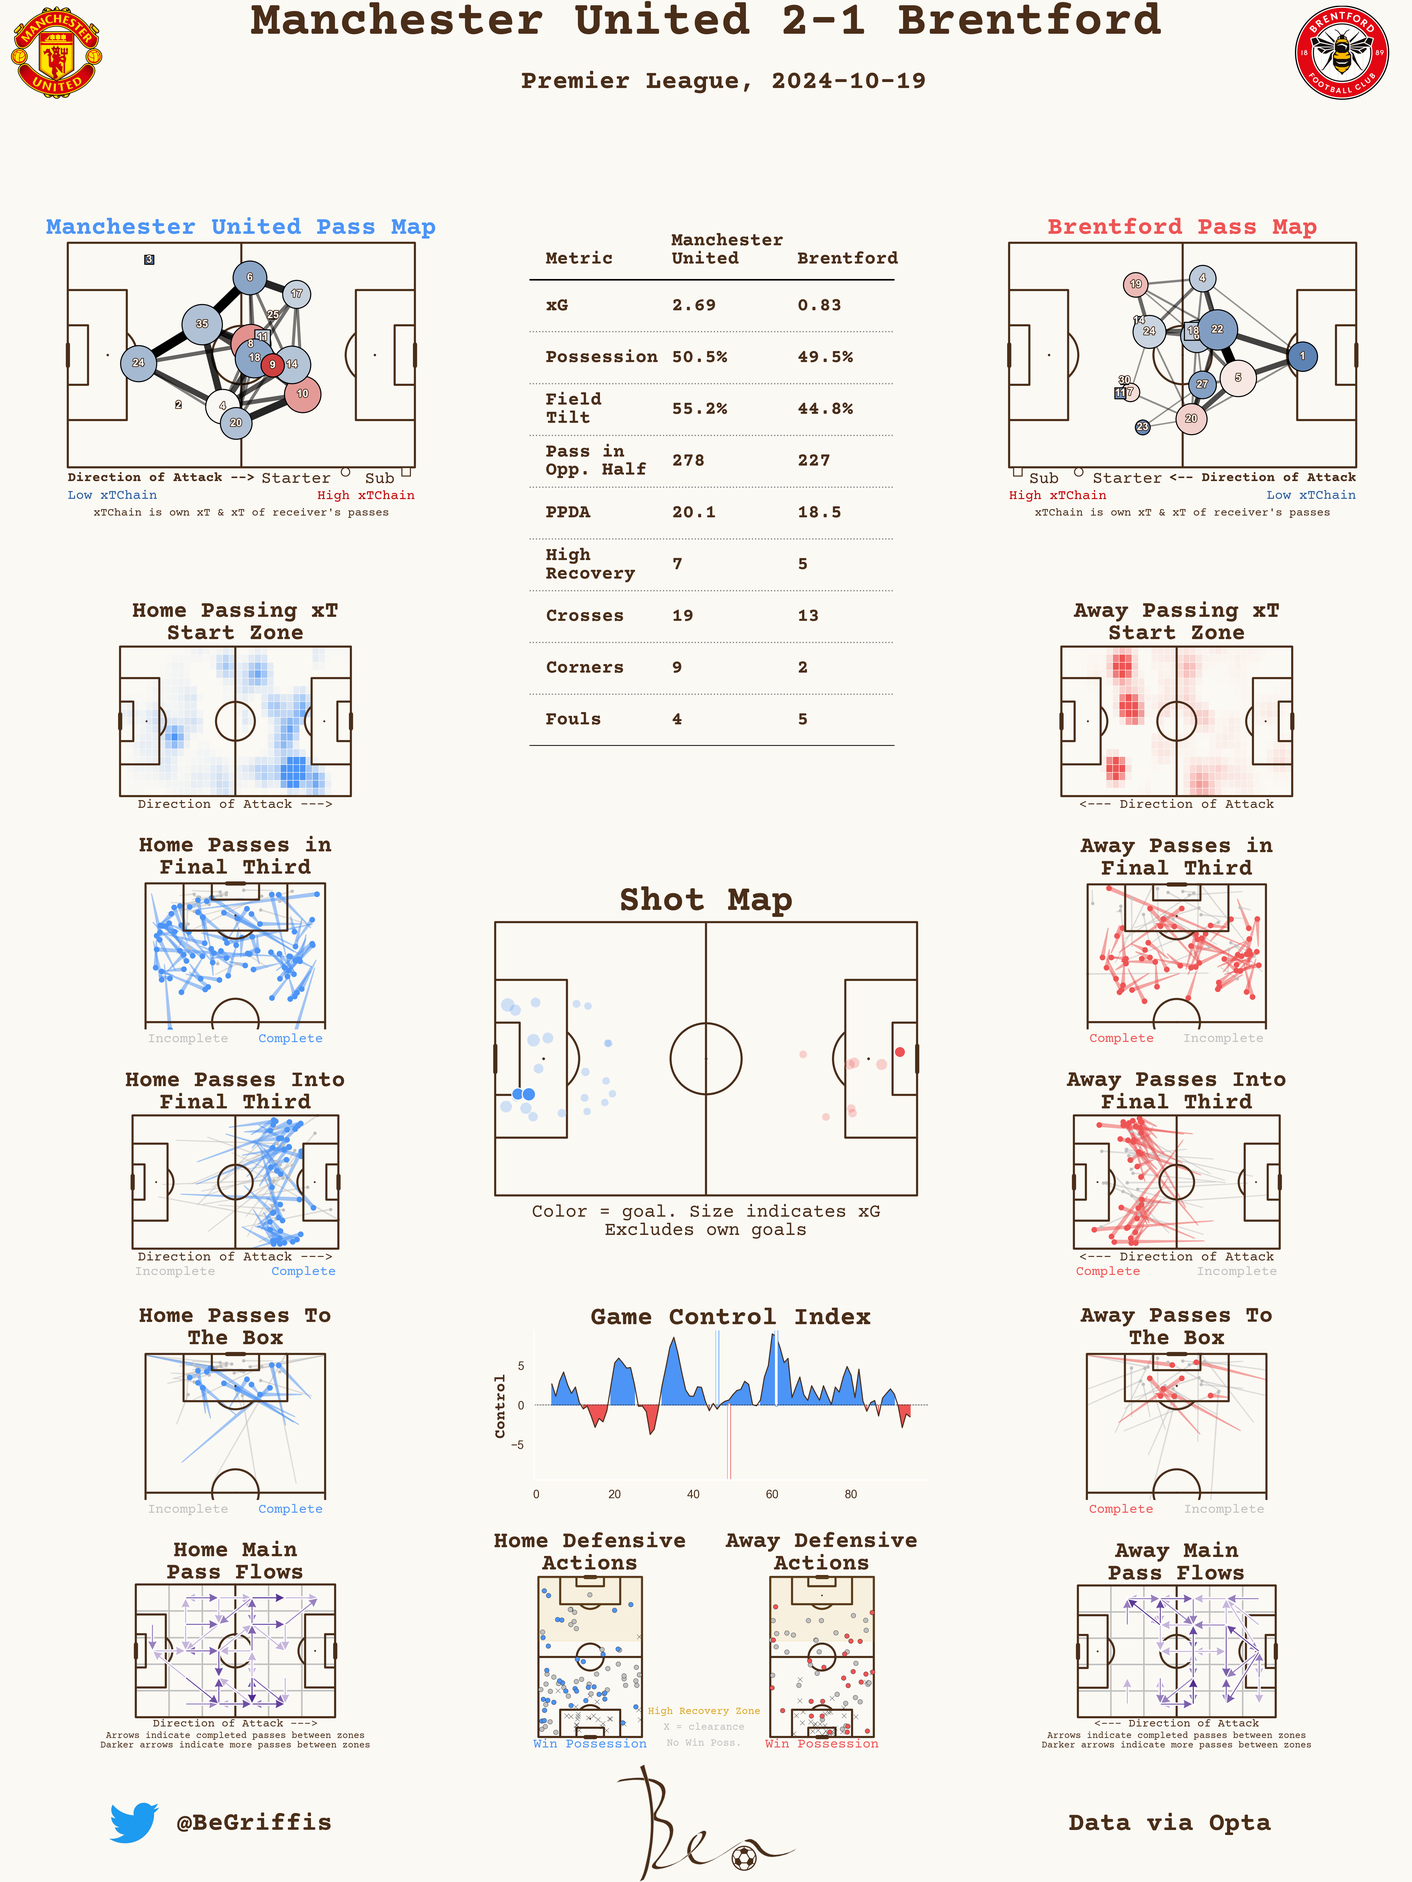 Manchester United 2-1 Brentford
Premier League, 2024-10-19
MANCHESTER
UNITED
BRENTFORD
18 89
FOOTBALL CLUB
Manchester United Pass Map
3
6
17
25
35
11
8
18
24
9
14
10
2
4
20
Direction of Attack --> Starter Sub
Low xTChain High xTChain
xTChain is own xT & xT of receiver's passes
Metric Manchester United Brentford
xG 2.69 0.83
Possession 50.5% 49.5%
Field Tilt 55.2% 44.8%
Pass in Opp. Half 278 227
PPDA 20.1 18.5
High Recovery 7 5
Crosses 19 13
Corners 9 2
Fouls 4 5
Brentford Pass Map
19
4
14
24
18
22
1
5
30
27
11
7
20
23
Sub Starter <-- Direction of Attack
High xTChain Low xTChain
xTChain is own xT & xT of receiver's passes
Home Passing xT
Start Zone
Direction of Attack --->
Away Passing xT
Start Zone
<--- Direction of Attack
Home Passes in
Final Third
Incomplete Complete
Away Passes in
Final Third
Complete Incomplete
Shot Map
Color = goal. Size indicates xG
Excludes own goals
Home Passes Into
Final Third
Direction of Attack --->
Incomplete Complete
Away Passes Into
Final Third
<--- Direction of Attack
Complete Incomplete
Home Passes To
The Box
Incomplete Complete
Game Control Index
Control
5
0
−5
0 20 40 60 80
Away Passes To
The Box
Complete Incomplete
Home Main
Pass Flows
Direction of Attack --->
Arrows indicate completed passes between zones
Darker arrows indicate more passes between zones
Home Defensive
Actions
Win Possession
High Recovery Zone
X = clearance
No Win Poss.
Away Defensive
Actions
Win Possession
Away Main
Pass Flows
<--- Direction of Attack
Arrows indicate completed passes between zones
Darker arrows indicate more passes between zones
@BeGriffis
Ben
Data via Opta